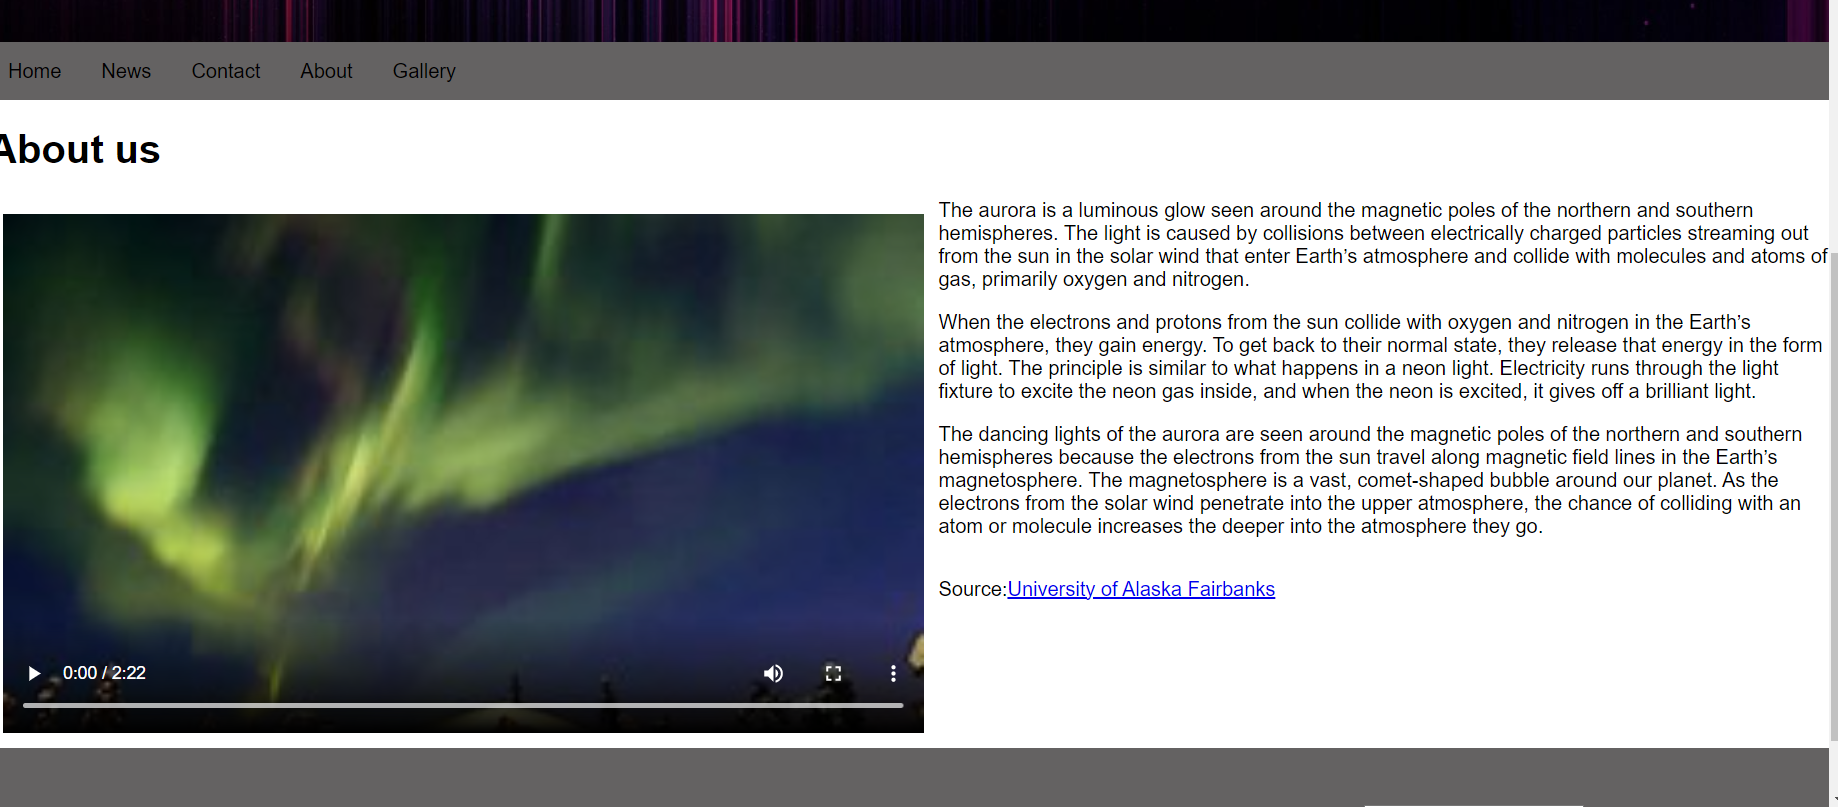 Home News Contact About Gallery
About us
The aurora is a luminous glow seen around the magnetic poles of the northern and southern
hemispheres. The light is caused by collisions between electrically charged particles streaming out
from the sun in the solar wind that enter Earth’s atmosphere and collide with molecules and atoms of
gas, primarily oxygen and nitrogen.
When the electrons and protons from the sun collide with oxygen and nitrogen in the Earth’s
atmosphere, they gain energy. To get back to their normal state, they release that energy in the form
of light. The principle is similar to what happens in a neon light. Electricity runs through the light
fixture to excite the neon gas inside, and when the neon is excited, it gives off a brilliant light.
The dancing lights of the aurora are seen around the magnetic poles of the northern and southern
hemispheres because the electrons from the sun travel along magnetic field lines in the Earth’s
magnetosphere. The magnetosphere is a vast, comet-shaped bubble around our planet. As the
electrons from the solar wind penetrate into the upper atmosphere, the chance of colliding with an
atom or molecule increases the deeper into the atmosphere they go.
Source:University of Alaska Fairbanks
0:00 / 2:22